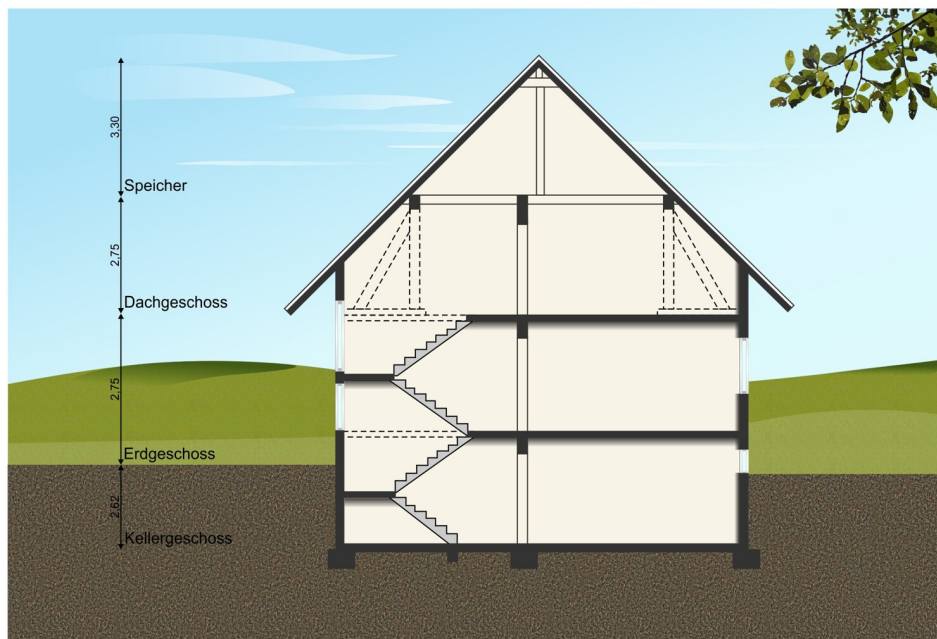 3,30
Speicher
2,75
Dachgeschoss
2,75
Erdgeschoss
2,62
Kellergeschoss